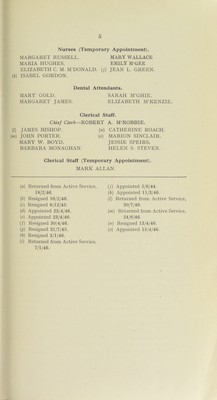 5
Nurses (Temporary Appointment).
MARGARET RUSSELL. MARY WALLACE
MARIA HUGHES. EMILY M'GEE
ELIZABETH C. M. M'DONALD. (j) JEAN L. GREEN.
(k) ISABEL GORDON.
Dental Attendants.
MARY GOLD. SARAH M'GHIE.
MARGARET JAMES. ELIZABETH M'KENZIE.
Clerical Staff.
Chief Clerk—ROBERT A. M'ROBBIE.
(l) JAMES BISHOP. (n) CATHERINE ROACH.
(m) JOHN PORTER. (o) MARION SINCLAIR.
MARY W. BOYD. JESSIE SPEIRS.
BARBARA MONAGHAN. HELEN S. STEVEN.
Clerical Staff (Temporary Appointment).
MARK ALLAN.
(a) Returned from Active Service,
18/2/46.
(b) Resigned 16/2/46.
(c) Resigned 8/12/45.
(d) Appointed 22/4/46.
(e) Appointed 23/4/46.
(f) Resigned 30/4/46.
(g) Resigned 31/7/45.
(h) Resigned 2/1/46.
(i) Returned from Active Service,
7/1/46.
(j) Appointed 5/6/44.
(k) Appointed 11/3/46.
(l) Returned from Active Service,
30/7/46.
(m) Returned from Active Service,
24/6/46.
(n) Resigned 13/4/46.
(o) Appointed 15/4/46.